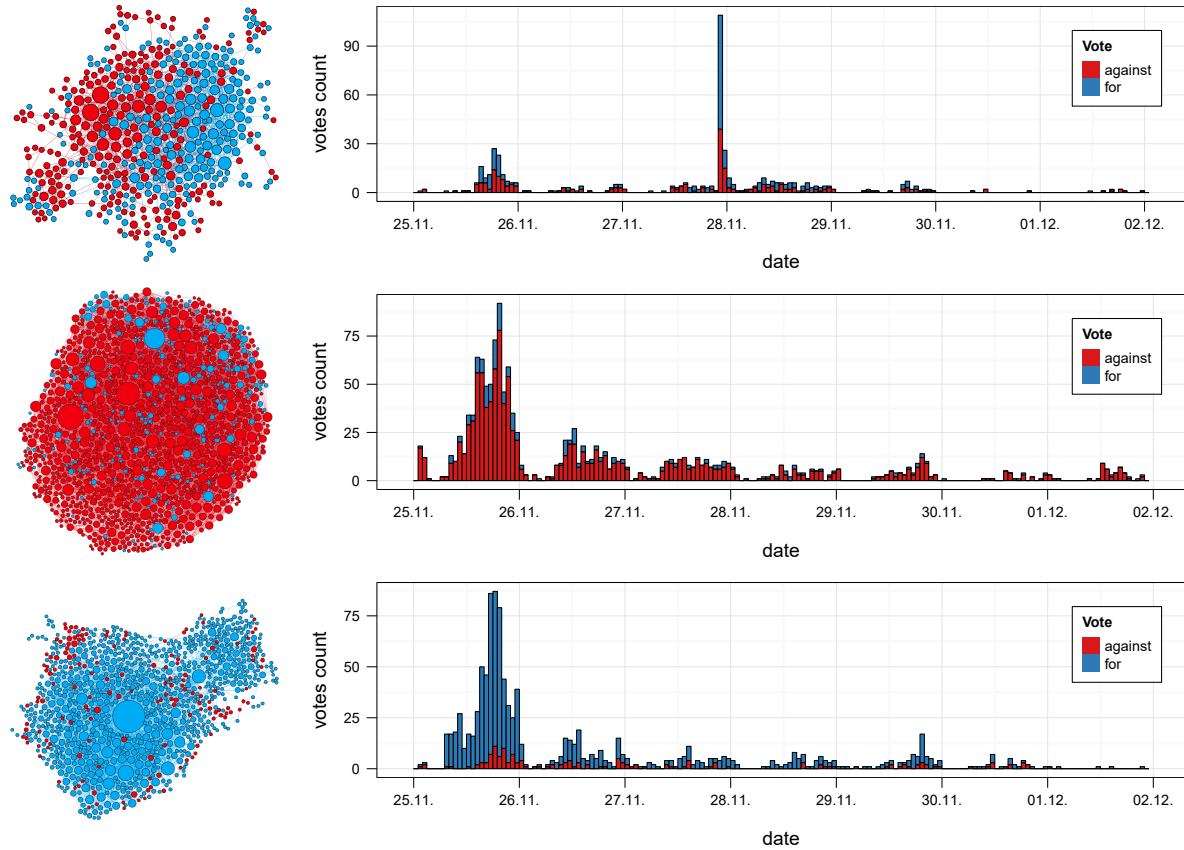 votes count
90
60
30
0
Vote
against
for
25.11. 26.11. 27.11. 28.11. 29.11. 30.11. 01.12. 02.12.
date
votes count
75
50
25
0
Vote
against
for
25.11. 26.11. 27.11. 28.11. 29.11. 30.11. 01.12. 02.12.
date
votes count
75
50
25
0
Vote
against
for
25.11. 26.11. 27.11. 28.11. 29.11. 30.11. 01.12. 02.12.
date